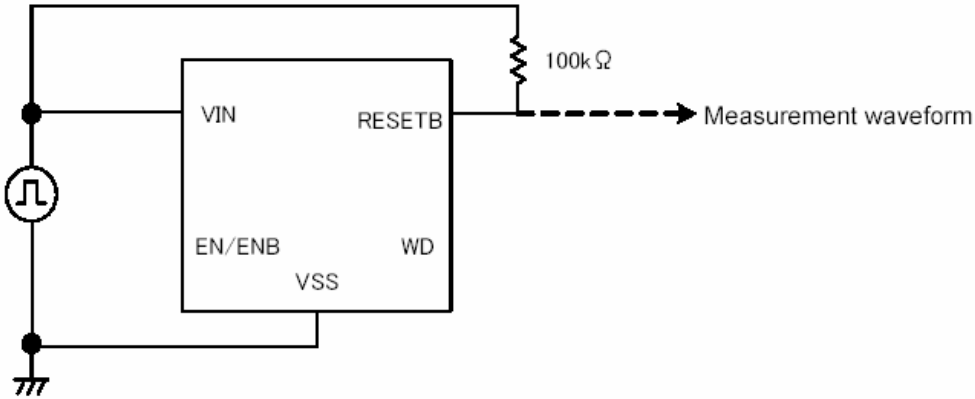 100kΩ
VIN
RESETB
Measurement waveform
EN/ENB
WD
VSS